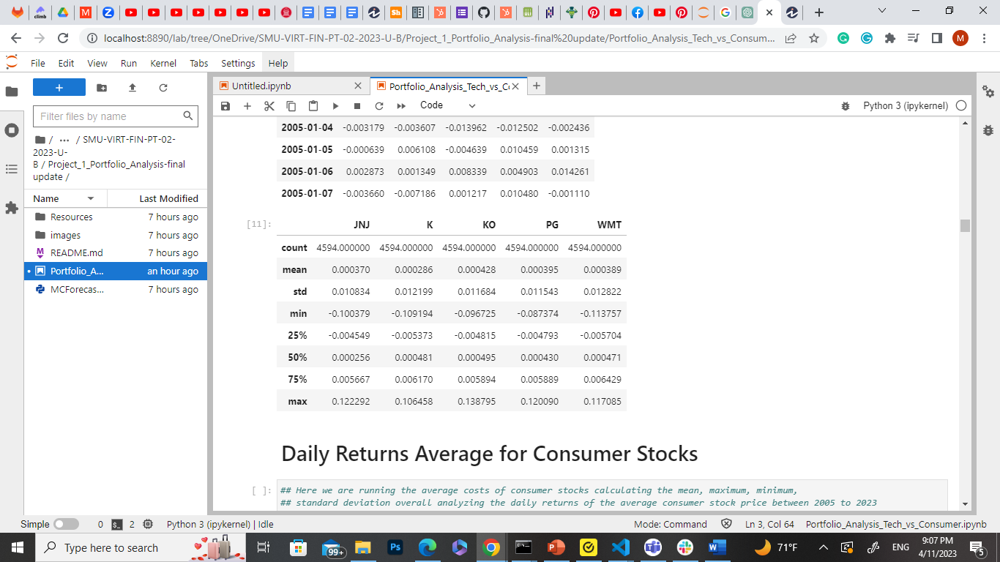 climb
M
Z
Sh
localhost:8890/lab/tree/OneDrive/SMU-VIRT-FIN-PT-02-2023-U-B/Project_1_Portfolio_Analysis-final%20update/Portfolio_Analysis_Tech_vs_Consum...
M
File Edit View Run Kernel Tabs Settings Help
+
Filter files by name
/ ··· / SMU-VIRT-FIN-PT-02-
2023-U-
B / Project_1_Portfolio_Analysis-final
update /
Name Last Modified
Resources 7 hours ago
images 7 hours ago
README.md 7 hours ago
Portfolio_A... an hour ago
MCForecas... 7 hours ago
Untitled.ipynb
Portfolio_Analysis_Tech_vs_C
Code
Python 3 (ipykernel)
2005-01-04 -0.003179 -0.003607 -0.013962 -0.012502 -0.002436
2005-01-05 -0.000639 0.006108 -0.004639 0.010459 0.001315
2005-01-06 0.002873 0.001349 0.008339 0.004903 0.014261
2005-01-07 -0.003660 -0.007186 0.001217 0.010480 -0.001110
[11]:
JNJ K KO PG WMT
count 4594.000000 4594.000000 4594.000000 4594.000000 4594.000000
mean 0.000370 0.000286 0.000428 0.000395 0.000389
std 0.010834 0.012199 0.011684 0.011543 0.012822
min -0.100379 -0.109194 -0.096725 -0.087374 -0.113757
25% -0.004549 -0.005373 -0.004815 -0.004793 -0.005704
50% 0.000256 0.000481 0.000495 0.000430 0.000471
75% 0.005667 0.006170 0.005894 0.005889 0.006429
max 0.122292 0.106458 0.138795 0.120090 0.117085
Daily Returns Average for Consumer Stocks
[ ]:
## Here we are running the average costs of consumer stocks calculating the mean, maximum, minimum,
## standard deviation overall analyzing the daily returns of the average consumer stock price between 2005 to 2023
Simple 0 2 Python 3 (ipykernel) | Idle
Mode: Command Ln 3, Col 64 Portfolio_Analysis_Tech_vs_Consumer.ipynb
Type here to search
99+
Ps
71°F
ENG
9:07 PM
4/11/2023
5